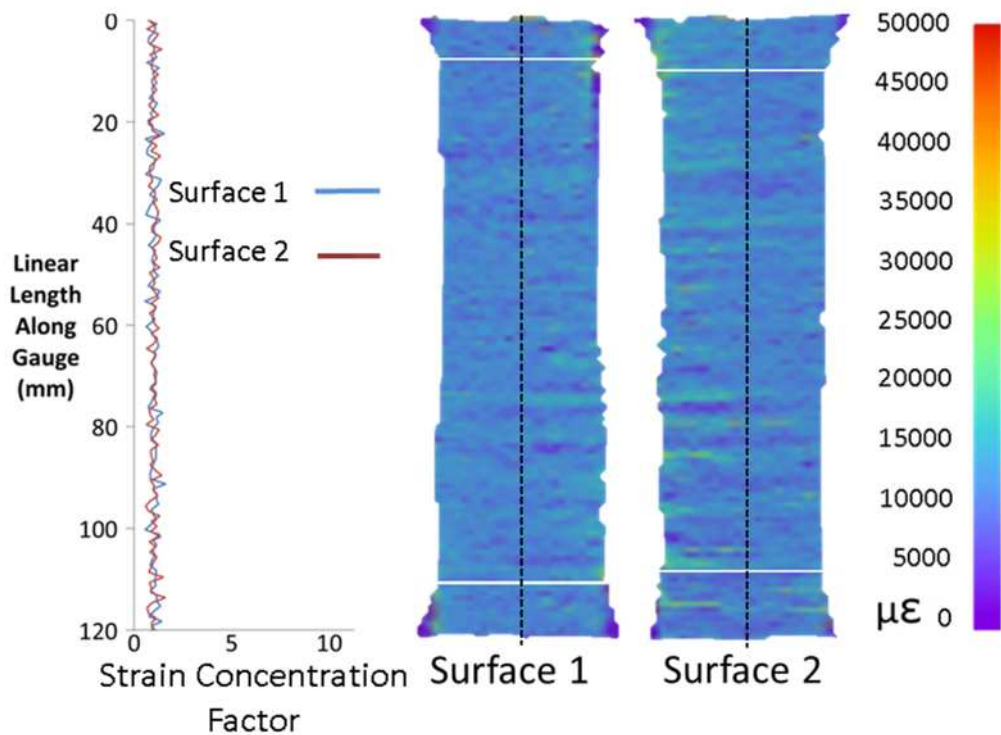 0
20
40
60
80
100
120
Linear
Length
Along
Gauge
(mm)
Surface 1
Surface 2
0 5 10
Strain Concentration
Factor
Surface 1
Surface 2
50000
45000
40000
35000
30000
25000
20000
15000
10000
5000
με 0